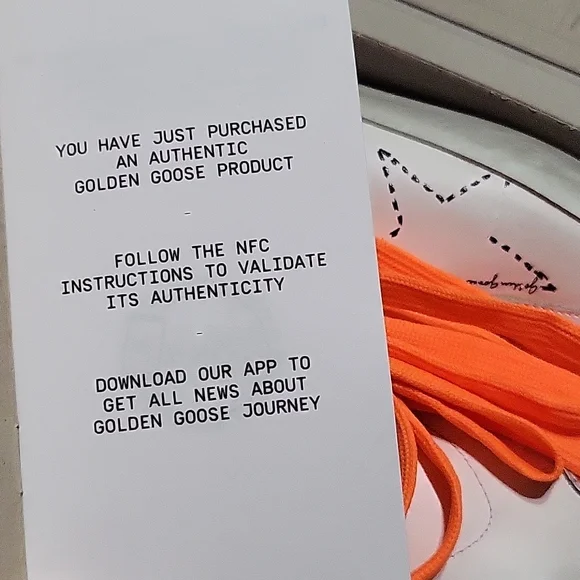 YOU HAVE JUST PURCHASED
AN AUTHENTIC
GOLDEN GOOSE PRODUCT
-
FOLLOW THE NFC
INSTRUCTIONS TO VALIDATE
ITS AUTHENTICITY
-
DOWNLOAD OUR APP TO
GET ALL NEWS ABOUT
GOLDEN GOOSE JOURNEY